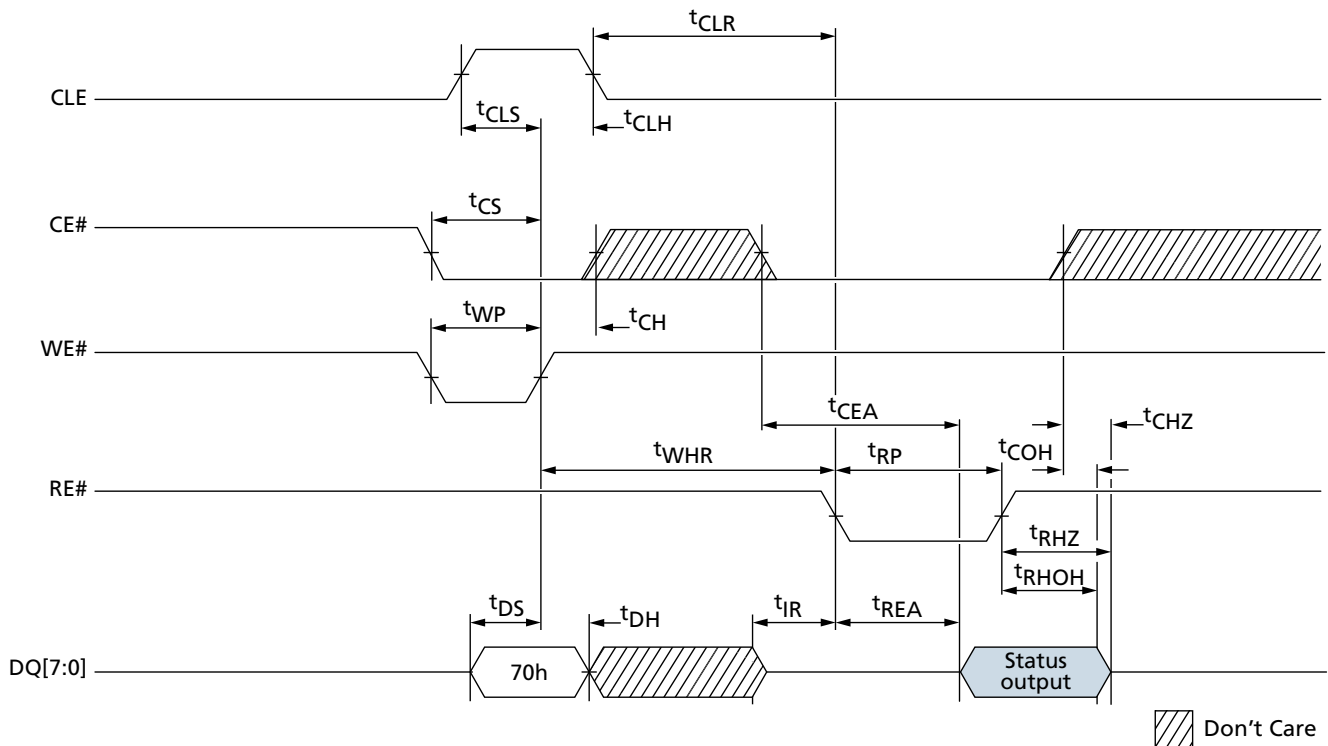 tCLR
CLE
tCLS
tCLH
CE#
tCS
tCH
tWP
WE#
tCEA
tCHZ
tWHR
tRP
tCOH
RE#
tRHZ
tRHOH
tDS
tDH
tIR
tREA
DQ[7:0]
70h
Status
output
Don't Care